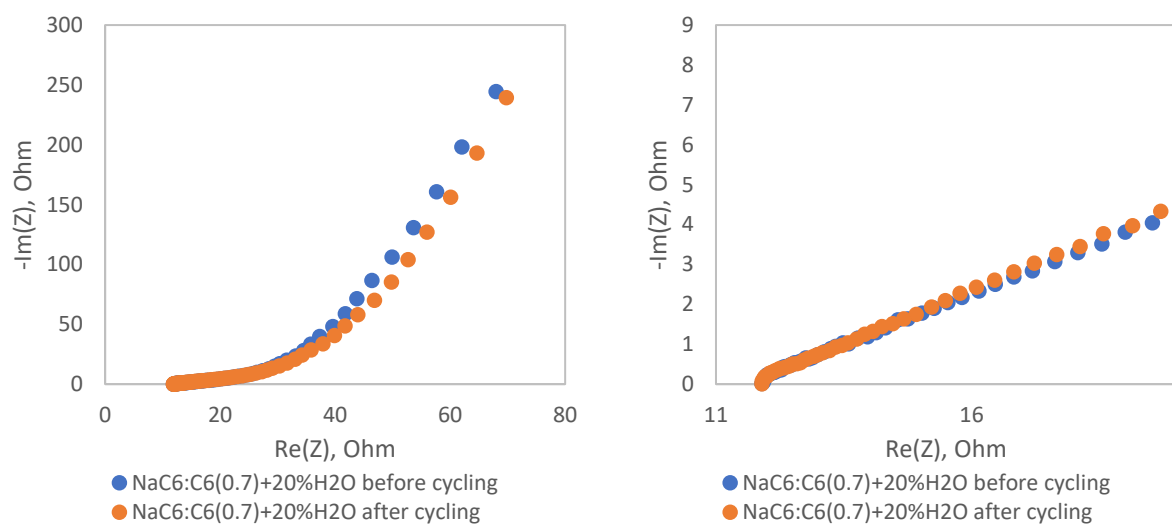 300
250
200
150
100
50
0
-Im(Z), Ohm
0 20 40 60 80
Re(Z), Ohm
NaC6:C6(0.7)+20%H2O before cycling
NaC6:C6(0.7)+20%H2O after cycling
9
8
7
6
5
4
3
2
1
0
-Im(Z), Ohm
11 16
Re(Z), Ohm
NaC6:C6(0.7)+20%H2O before cycling
NaC6:C6(0.7)+20%H2O after cycling